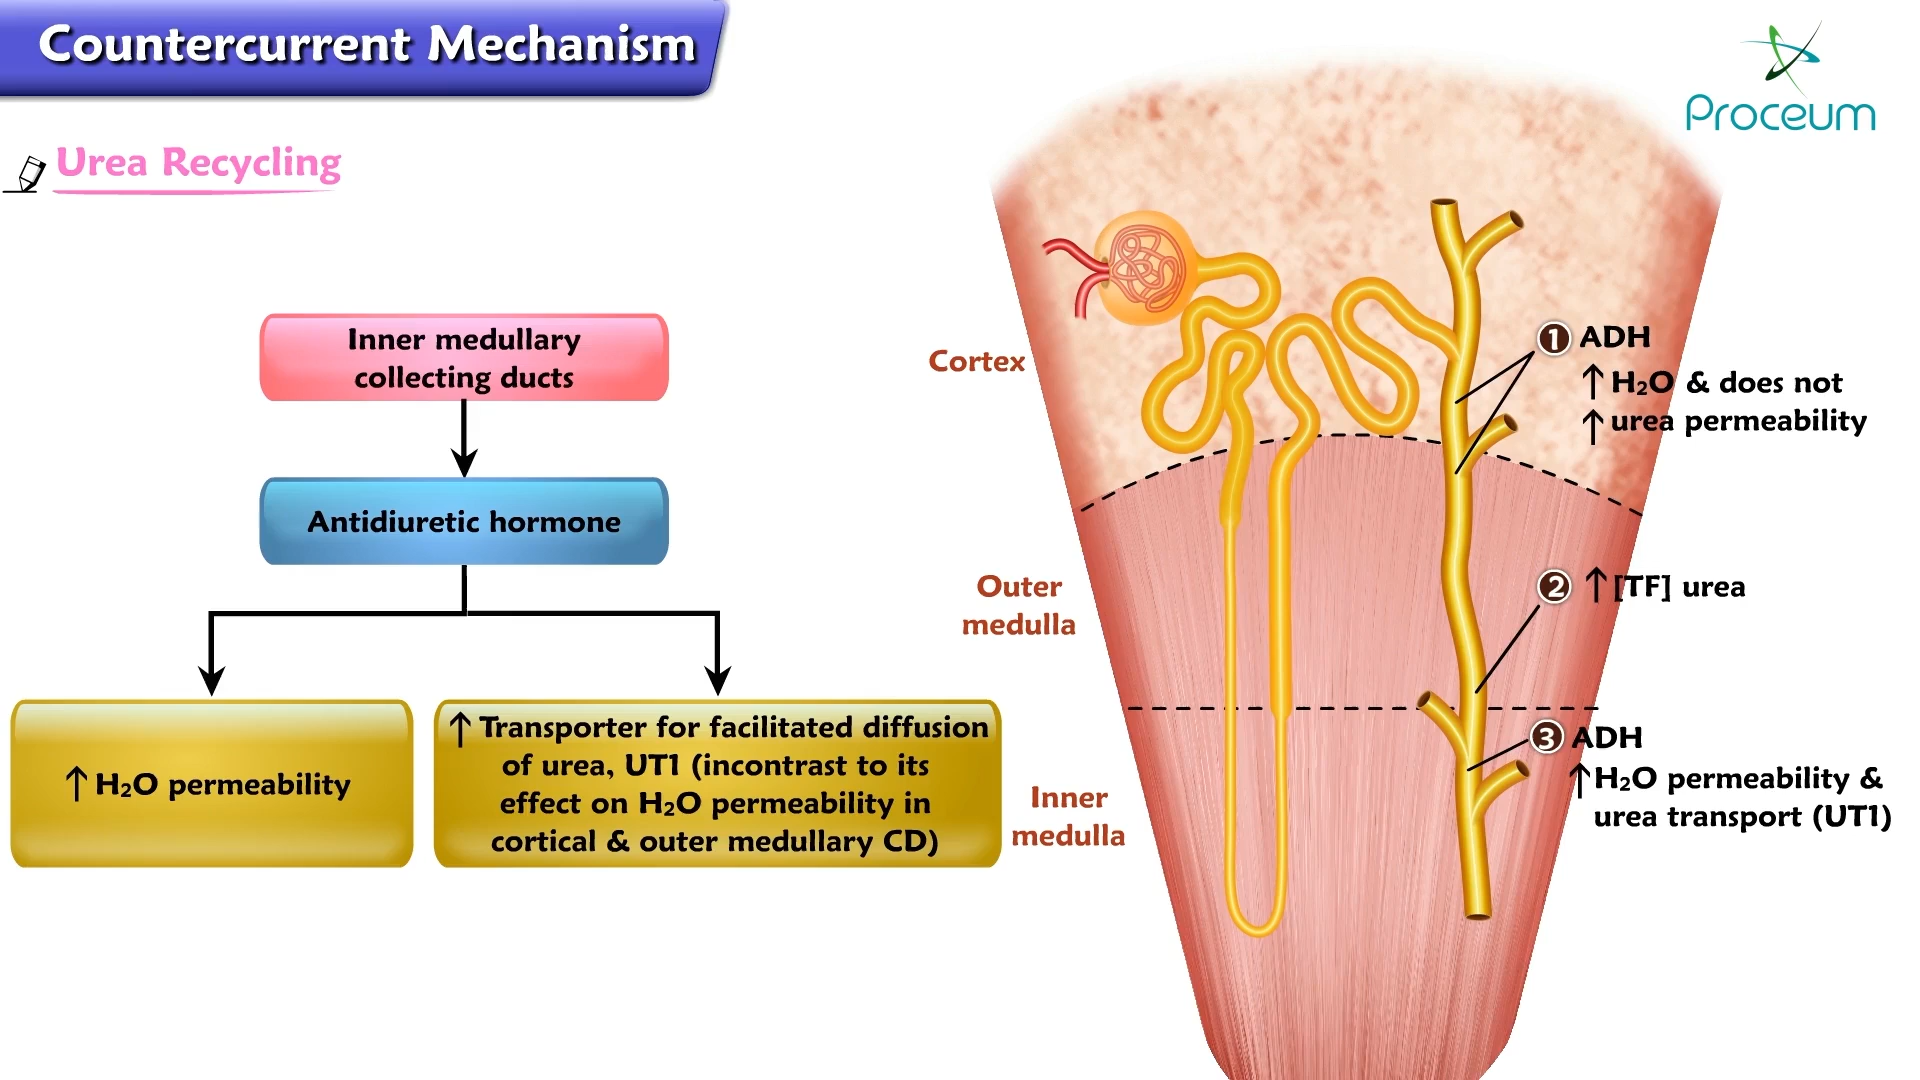 Countercurrent Mechanism
Proceum
Urea Recycling
Inner medullary
collecting ducts
Antidiuretic hormone
↑ H₂O permeability
↑ Transporter for facilitated diffusion
of urea, UT1 (incontrast to its
effect on H₂O permeability in
cortical & outer medullary CD)
Cortex
Outer
medulla
Inner
medulla
1 ADH
↑ H₂O & does not
↑ urea permeability
2 ↑ [TF] urea
3 ADH
↑ H₂O permeability &
urea transport (UT1)